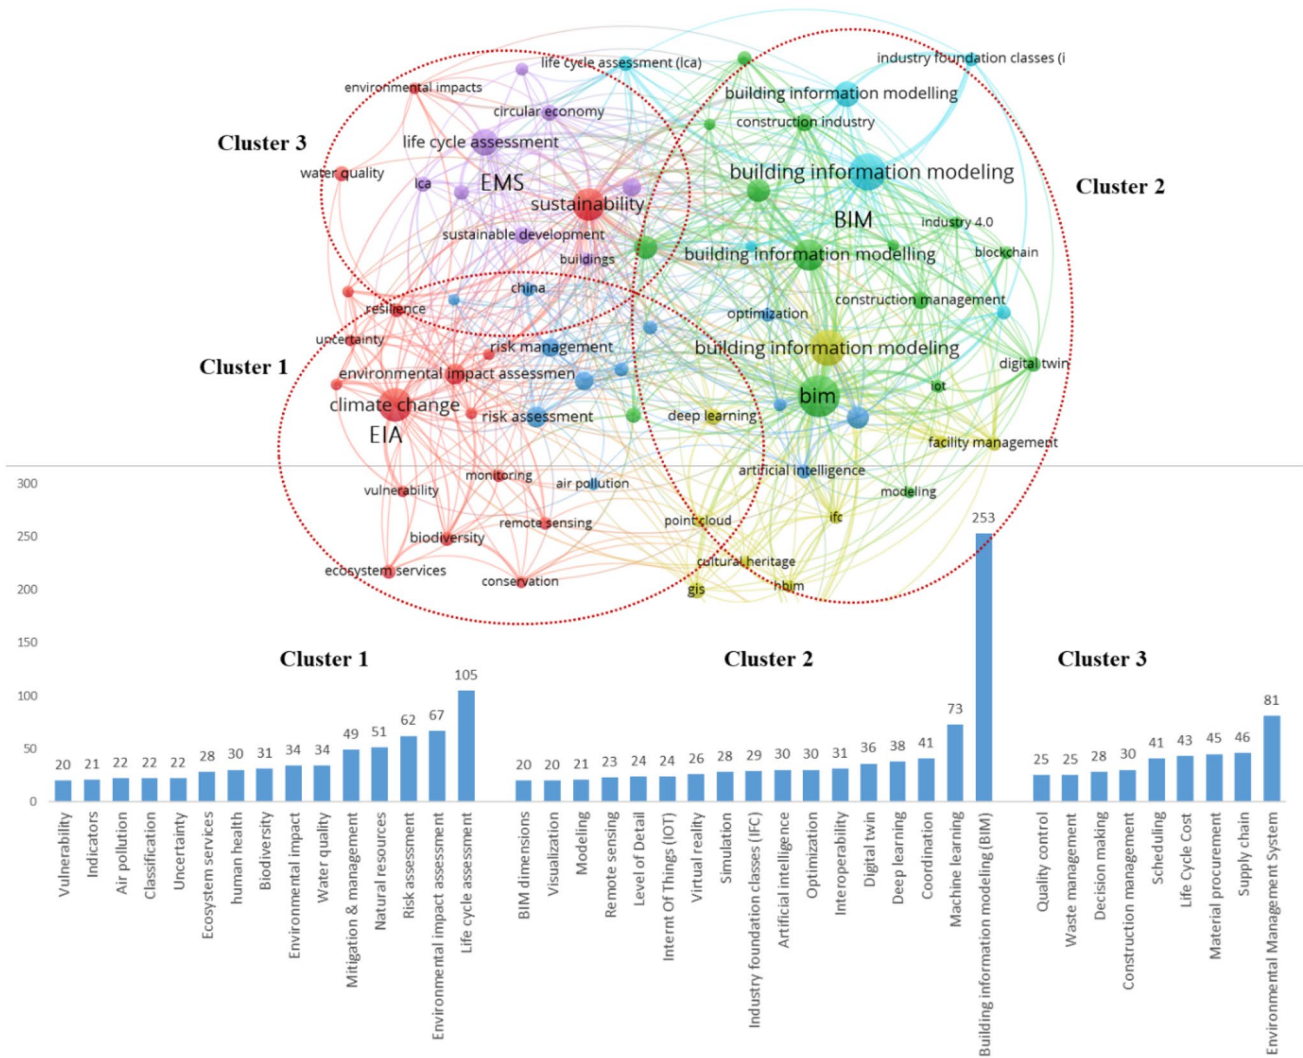 life cycle assessment (lca)
industry foundation classes (i
environmental impacts
building information modelling
circular economy
construction industry
Cluster 3
life cycle assessment
water quality
building information modeling
lca
EMS
Cluster 2
sustainability
BIM
industry 4.0
sustainable development
buildings
building information modelling
blockchain
china
construction management
resilience
optimization
uncertainty
risk management
building information modeling
Cluster 1
environmental impact assessmen
digital twin
iot
climate change
bim
risk assessment
deep learning
EIA
facility management
artificial intelligence
monitoring
air pollution
vulnerability
modeling
remote sensing
point cloud
ifc
biodiversity
cultural heritage
ecosystem services
conservation
gis
hbim
300
250
200
150
100
50
0
Cluster 1
Cluster 2
Cluster 3
20
21
22
22
22
28
30
31
34
34
49
51
62
67
105
20
20
21
23
24
24
26
28
29
30
30
31
36
38
41
73
253
25
25
28
30
41
43
45
46
81
Vulnerability
Indicators
Air pollution
Classification
Uncertainty
Ecosystem services
human health
Biodiversity
Environmental impact
Water quality
Mitigation & management
Natural resources
Risk assessment
Environmental impact assessment
Life cycle assessment
BIM dimensions
Visualization
Modeling
Remote sensing
Level of Detail
Internt Of Things (IOT)
Virtual reality
Simulation
Industry foundation classes (IFC)
Artificial intelligence
Optimization
Interoperability
Digital twin
Deep learning
Coordination
Machine learning
Building information modeling (BIM)
Quality control
Waste management
Decision making
Construction management
Scheduling
Life Cycle Cost
Material procurement
Supply chain
Environmental Management System